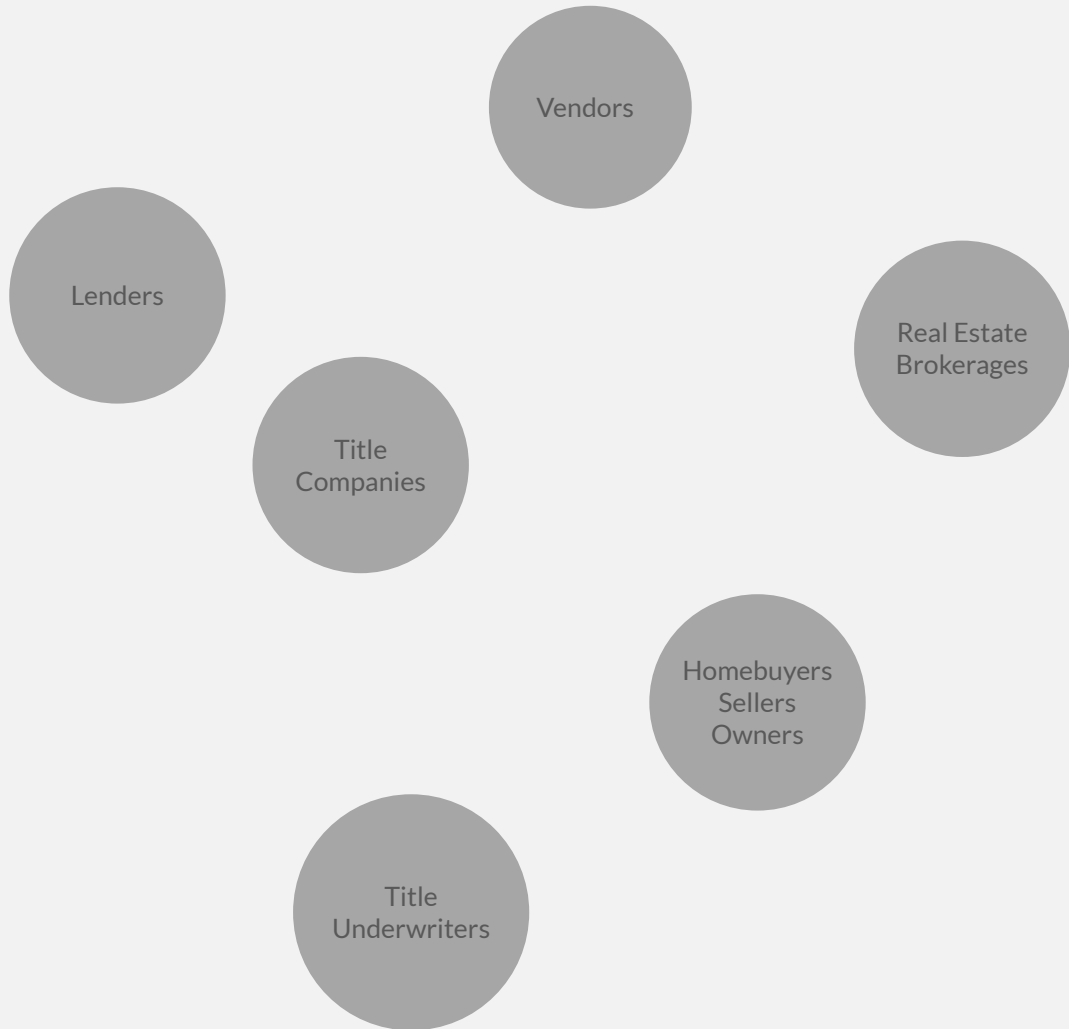 Vendors
Lenders
Real Estate
Brokerages
Title
Companies
Homebuyers
Sellers
Owners
Title
Underwriters